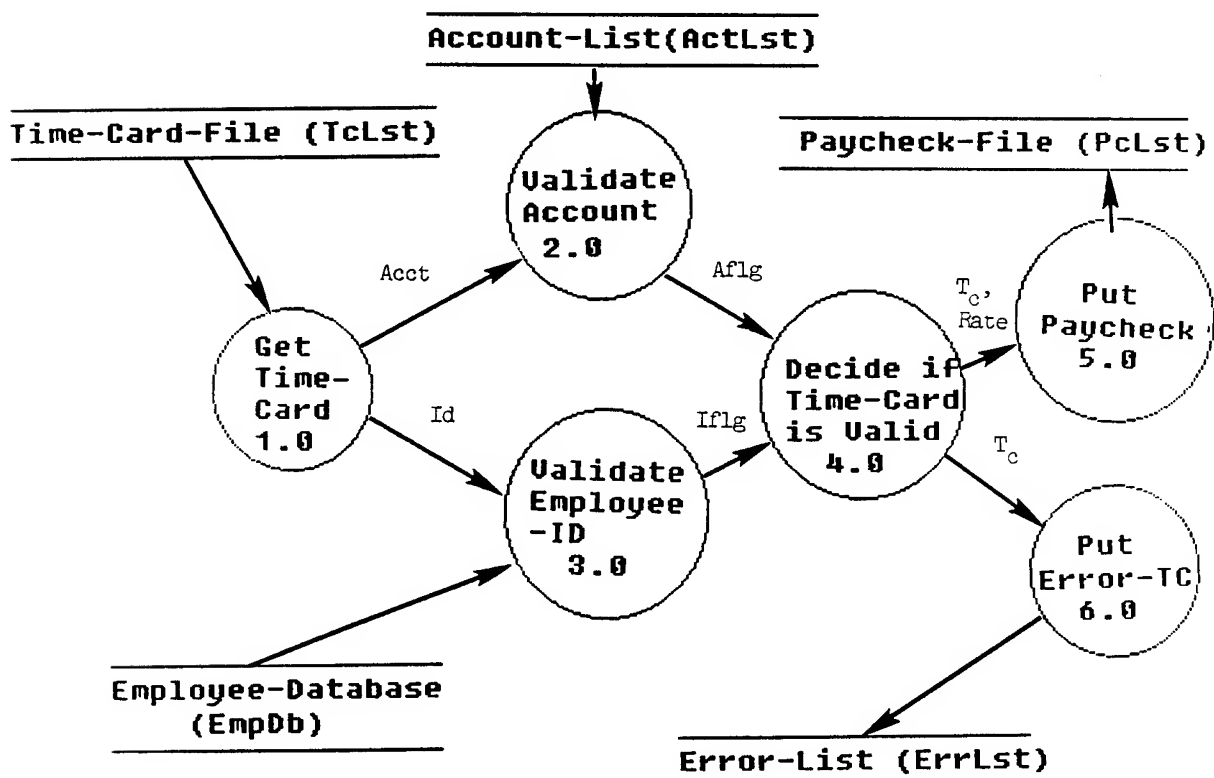 Account-List(ActLst)
Time-Card-File (TcLst)
Paycheck-File (PcLst)
Validate
Account
2.0
Acct
Aflg
Tc,
Rate
Put
Paycheck
5.0
Get
Time-
Card
1.0
Decide if
Time-Card
is Valid
4.0
Id
Iflg
Tc
Validate
Employee
-ID
3.0
Put
Error-TC
6.0
Employee-Database
(EmpDb)
Error-List (ErrLst)